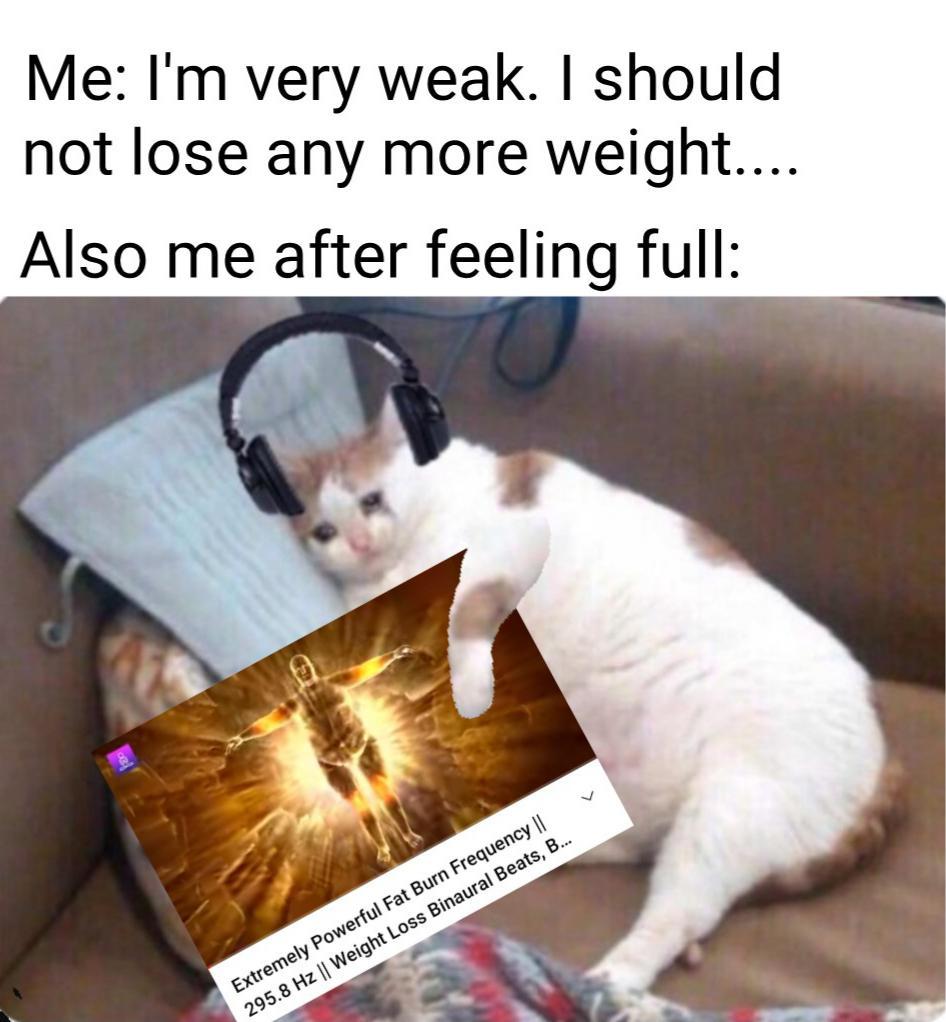 Me: I'm very weak. I should
not lose any more weight....
Also me after feeling full:
Extremely Powerful Fat Burn Frequency ||
295.8 Hz || Weight Loss Binaural Beats, B...